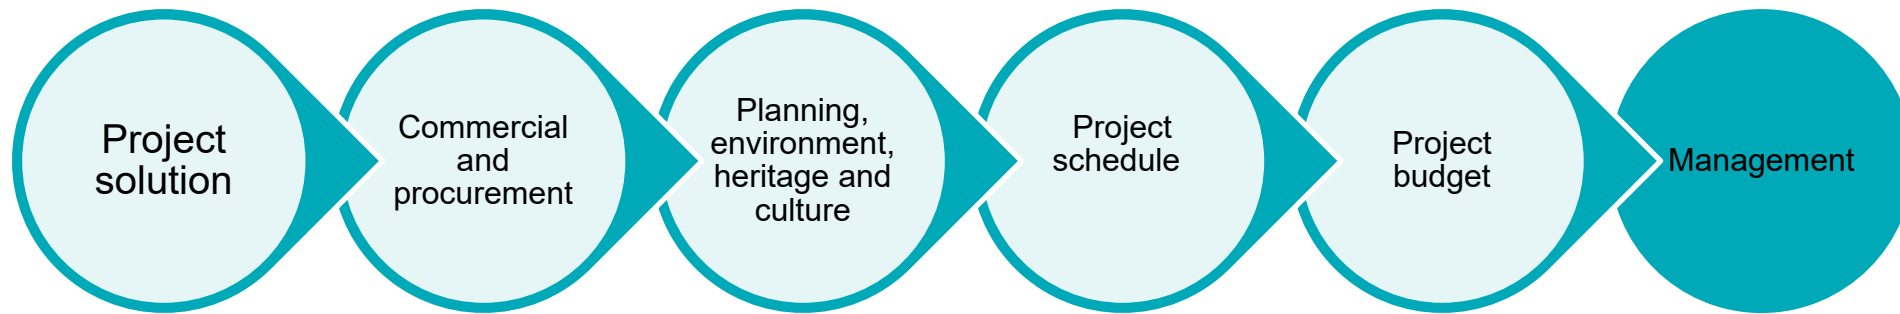 Project
solution
Commercial
and
procurement
Planning,
environment,
heritage and
culture
Project
schedule
Project
budget
Management